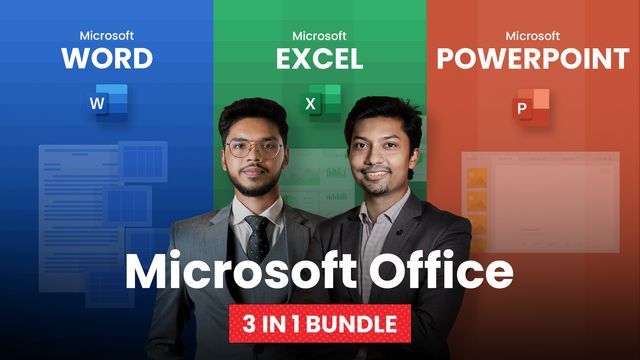 Microsoft
WORD
W
Microsoft
EXCEL
X
Microsoft
POWERPOINT
P
Microsoft Office
3 IN 1 BUNDLE